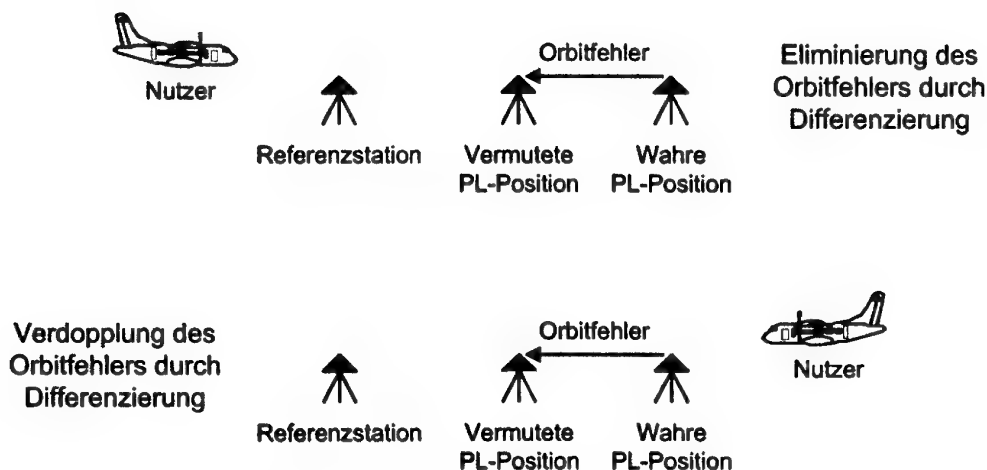 Orbitfehler
Nutzer
Eliminierung des
Orbitfehlers durch
Differenzierung
Referenzstation
Vermutete
PL-Position
Wahre
PL-Position
Verdopplung des
Orbitfehlers durch
Differenzierung
Orbitfehler
Nutzer
Referenzstation
Vermutete
PL-Position
Wahre
PL-Position